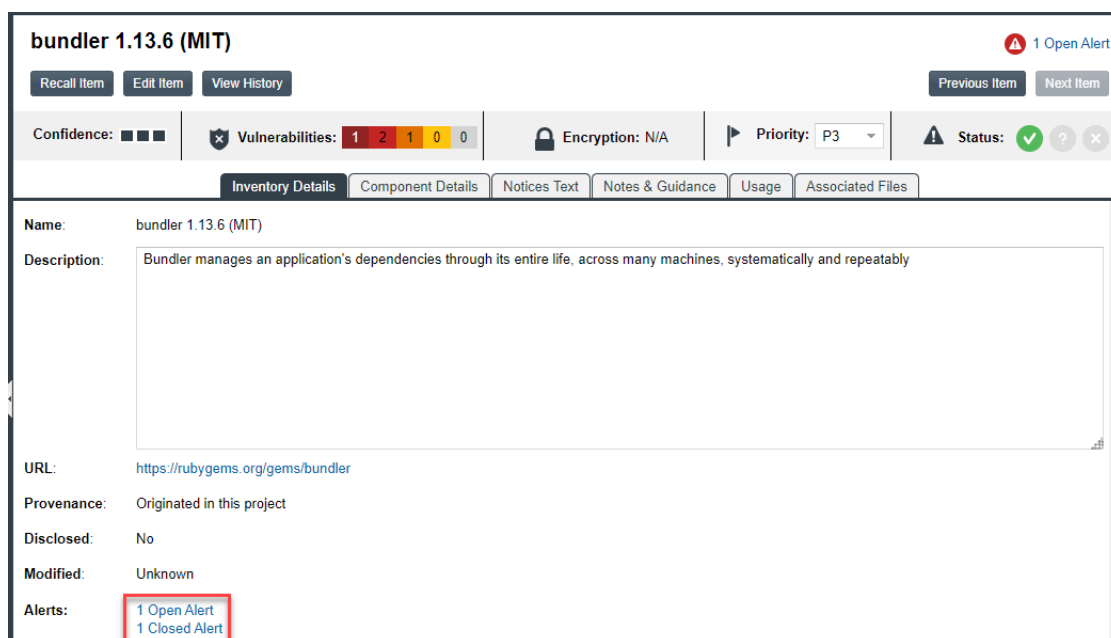 bundler 1.13.6 (MIT)
1 Open Alert
Recall Item Edit Item View History Previous Item Next Item
Confidence: Vulnerabilities: 1 2 1 0 0 Encryption: N/A Priority: P3 Status: ?
Inventory Details Component Details Notices Text Notes & Guidance Usage Associated Files
Name: bundler 1.13.6 (MIT)
Description: Bundler manages an application's dependencies through its entire life, across many machines, systematically and repeatably
URL: https://rubygems.org/gems/bundler
Provenance: Originated in this project
Disclosed: No
Modified: Unknown
Alerts: 1 Open Alert
1 Closed Alert